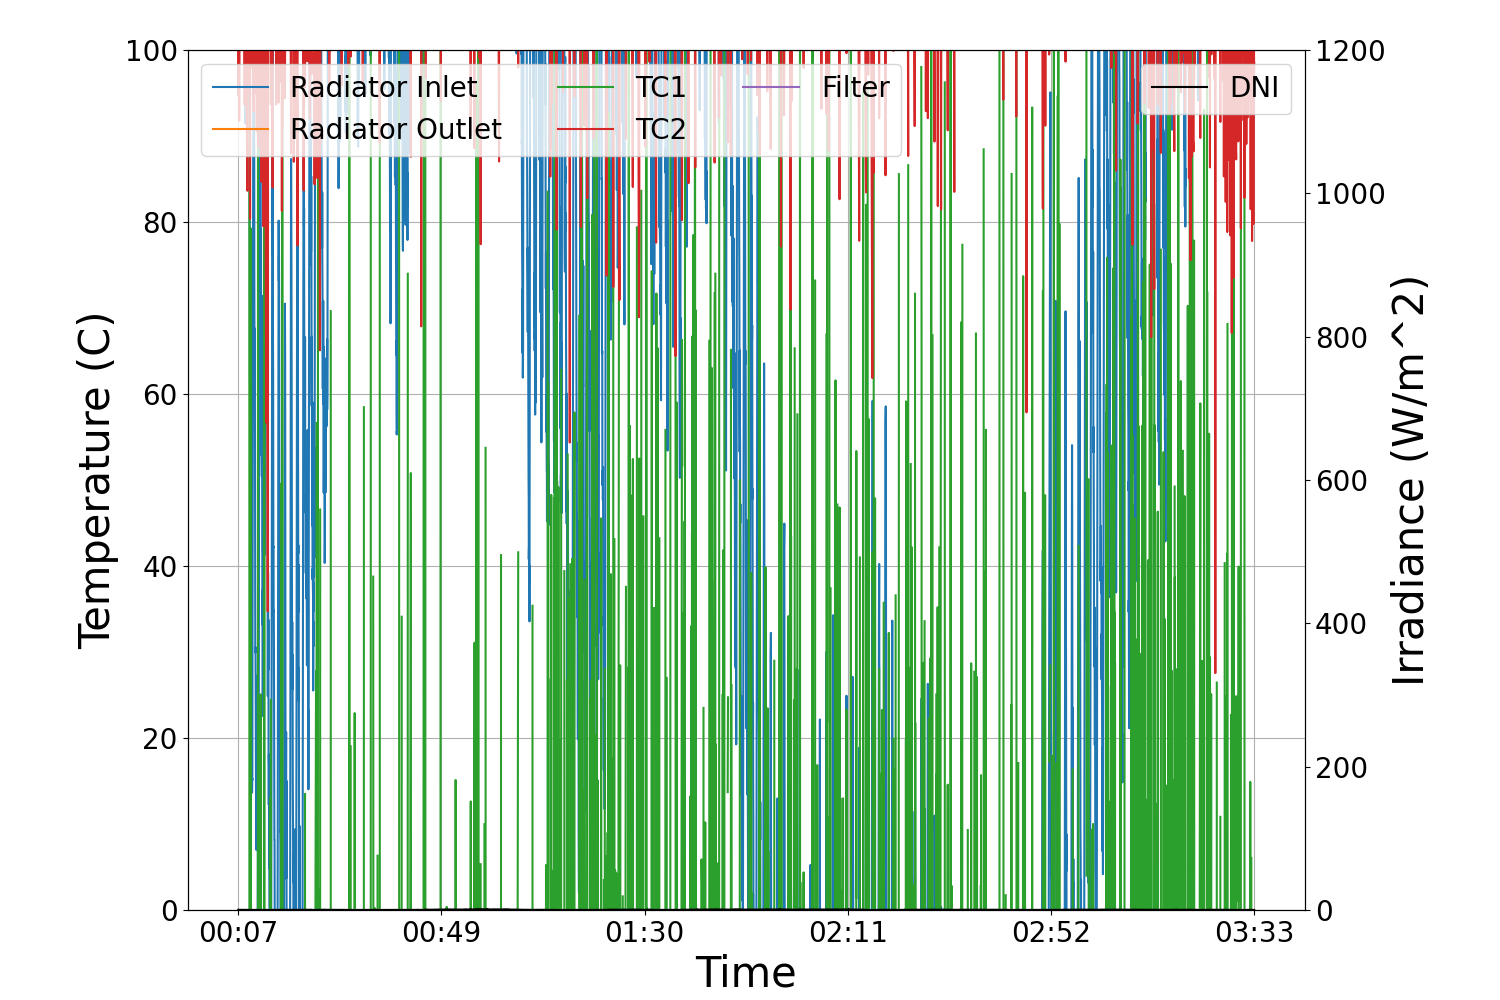 Radiator Inlet
Radiator Outlet
TC1
TC2
Filter
DNI
Temperature (C)
100
80
60
40
20
0
Irradiance (W/m^2)
1200
1000
800
600
400
200
0
00:07 00:49 01:30 02:11 02:52 03:33
Time